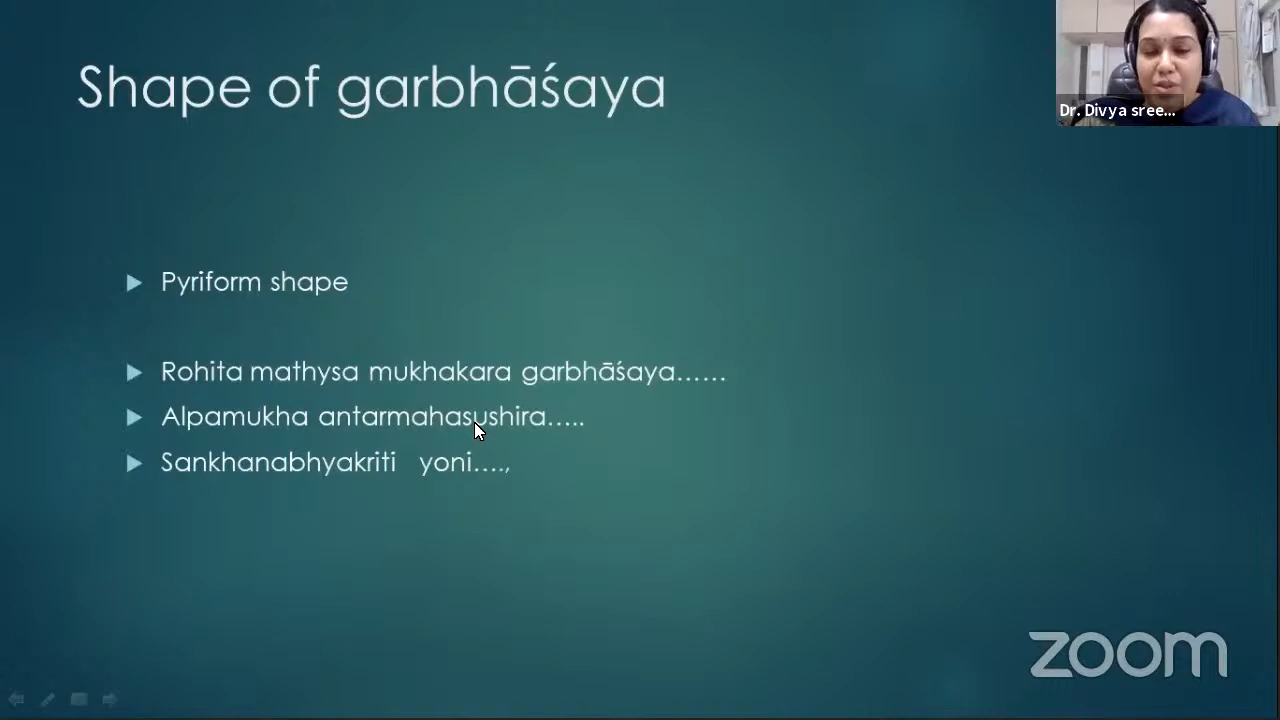 Shape of garbhāśaya
Dr. Divya sree...
Pyriform shape
Rohita mathysa mukhakara garbhāśaya……
Alpamukha antarmahasushira…..
Sankhanabhyakriti yoni….,
zoom